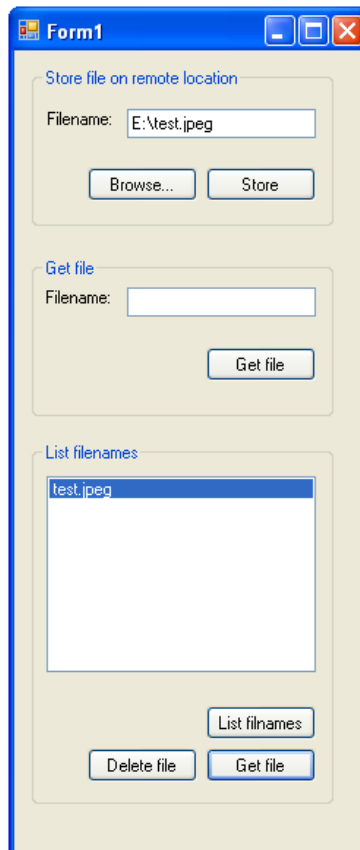 Form1
Store file on remote location
Filename: E:\test.jpeg
Browse... Store
Get file
Filename:
Get file
List filenames
test.jpeg
List filnames
Delete file Get file